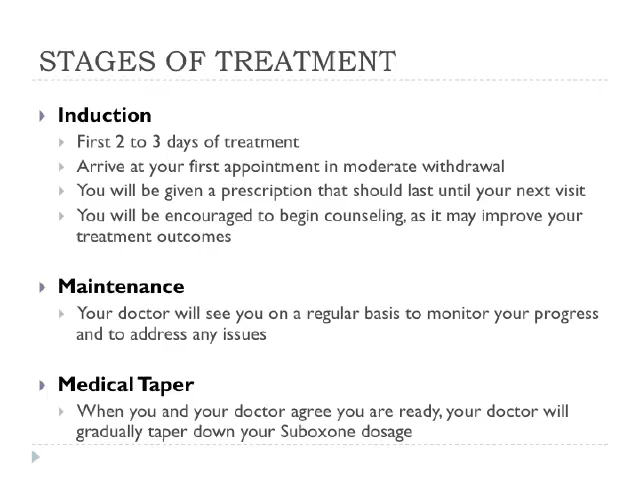 STAGES OF TREATMENT
Induction
First 2 to 3 days of treatment
Arrive at your first appointment in moderate withdrawal
You will be given a prescription that should last until your next visit
You will be encouraged to begin counseling, as it may improve your
treatment outcomes
Maintenance
Your doctor will see you on a regular basis to monitor your progress
and to address any issues
Medical Taper
When you and your doctor agree you are ready, your doctor will
gradually taper down your Suboxone dosage